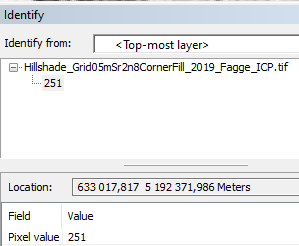 Identify
Identify from: <Top-most layer>
Hillshade_Grid05mSr2n8CornerFill_2019_Fagge_ICP.tif
251
Location: 633 017,817 5 192 371,986 Meters
Field Value
Pixel value 251